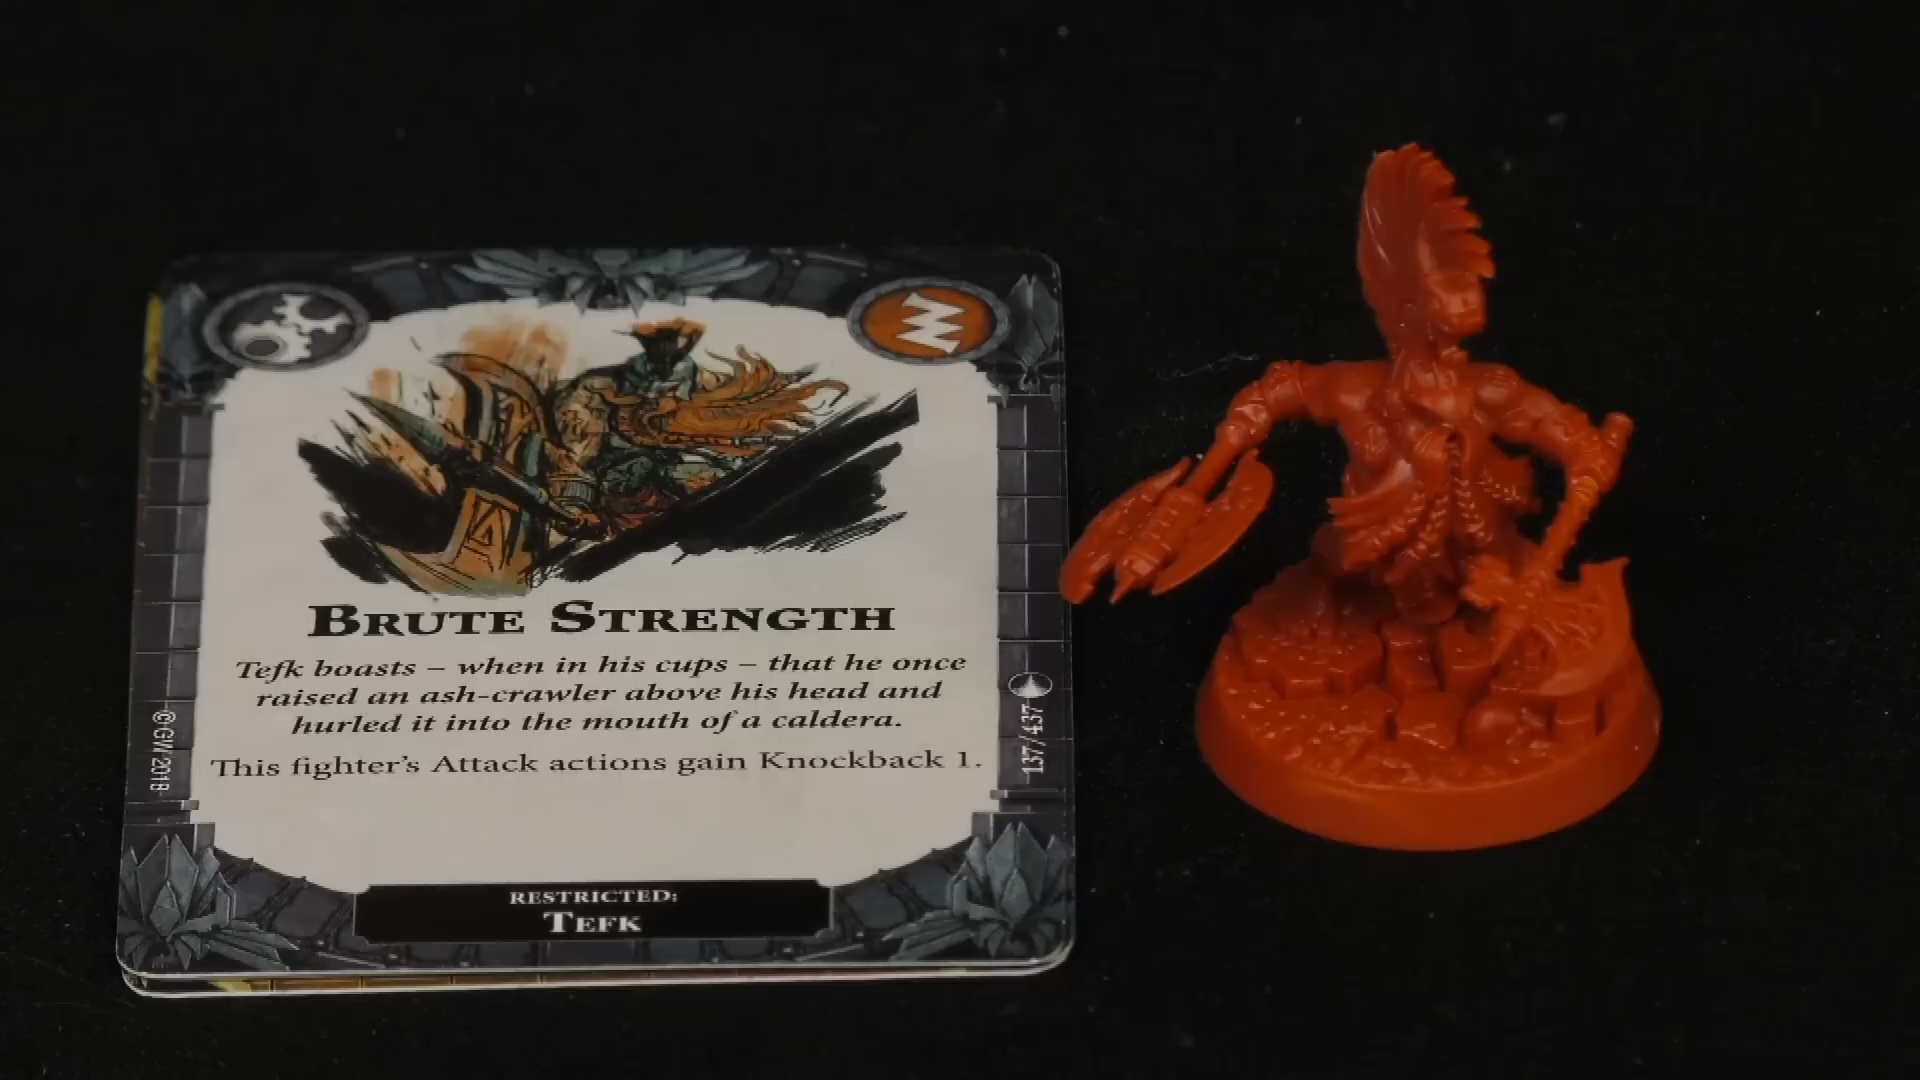 BRUTE STRENGTH
Tefk boasts – when in his cups – that he once
raised an ash-crawler above his head and
hurled it into the mouth of a caldera.
This fighter's Attack actions gain Knockback 1.
©GW 2018
137/437
RESTRICTED:
TEFK